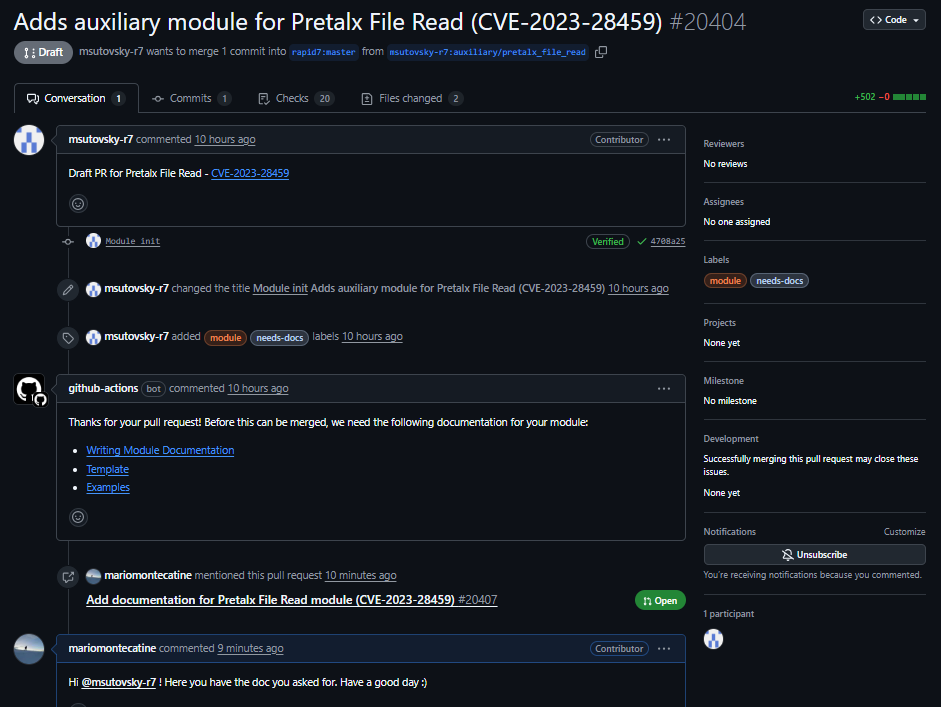 Adds auxiliary module for Pretalx File Read (CVE-2023-28459) #20404
Code
Draft
msutovsky-r7 wants to merge 1 commit into rapid7:master from msutovsky-r7:auxiliary/pretalx_file_read
Conversation 1
Commits 1
Checks 20
Files changed 2
+502 −0
msutovsky-r7 commented 10 hours ago
Contributor
Draft PR for Pretalx File Read - CVE-2023-28459
Module init
Verified
4708a25
msutovsky-r7 changed the title Module init Adds auxiliary module for Pretalx File Read (CVE-2023-28459) 10 hours ago
msutovsky-r7 added module needs-docs labels 10 hours ago
github-actions bot commented 10 hours ago
Thanks for your pull request! Before this can be merged, we need the following documentation for your module:
• Writing Module Documentation
• Template
• Examples
mariomontecatine mentioned this pull request 10 minutes ago
Add documentation for Pretalx File Read module (CVE-2023-28459) #20407
Open
mariomontecatine commented 9 minutes ago
Contributor
Hi @msutovsky-r7 ! Here you have the doc you asked for. Have a good day :)
Reviewers
No reviews
Assignees
No one assigned
Labels
module needs-docs
Projects
None yet
Milestone
No milestone
Development
Successfully merging this pull request may close these
issues.
None yet
Notifications
Customize
Unsubscribe
You're receiving notifications because you commented.
1 participant